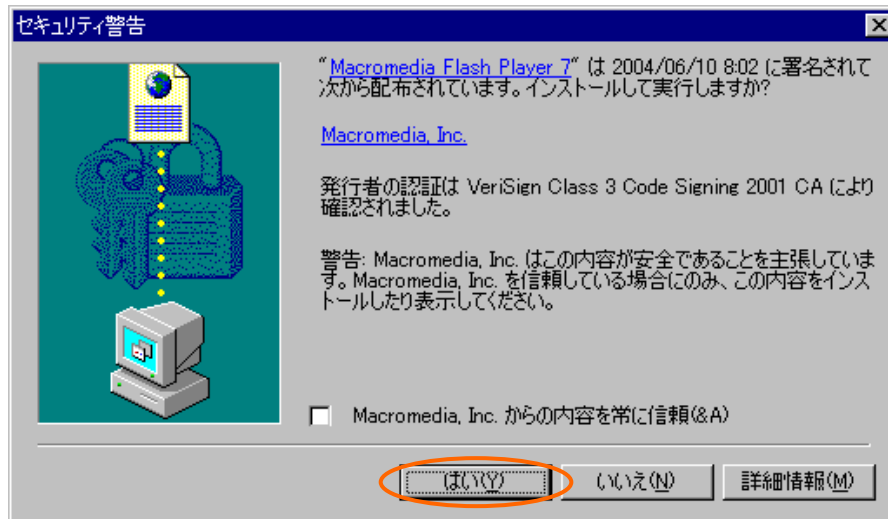 セキュリティ警告
“Macromedia Flash Player 7” は 2004/06/10 8:02 に署名されて
次から配布されています。インストールして実行しますか?
Macromedia, Inc.
発行者の認証は VeriSign Class 3 Code Signing 2001 CA により
確認されました。
警告: Macromedia, Inc. はこの内容が安全であることを主張していま
す。Macromedia, Inc. を信頼している場合にのみ、この内容をインス
トールしたり表示してください。
Macromedia, Inc. からの内容を常に信頼(&A)
はい(Y) いいえ(N) 詳細情報(M)